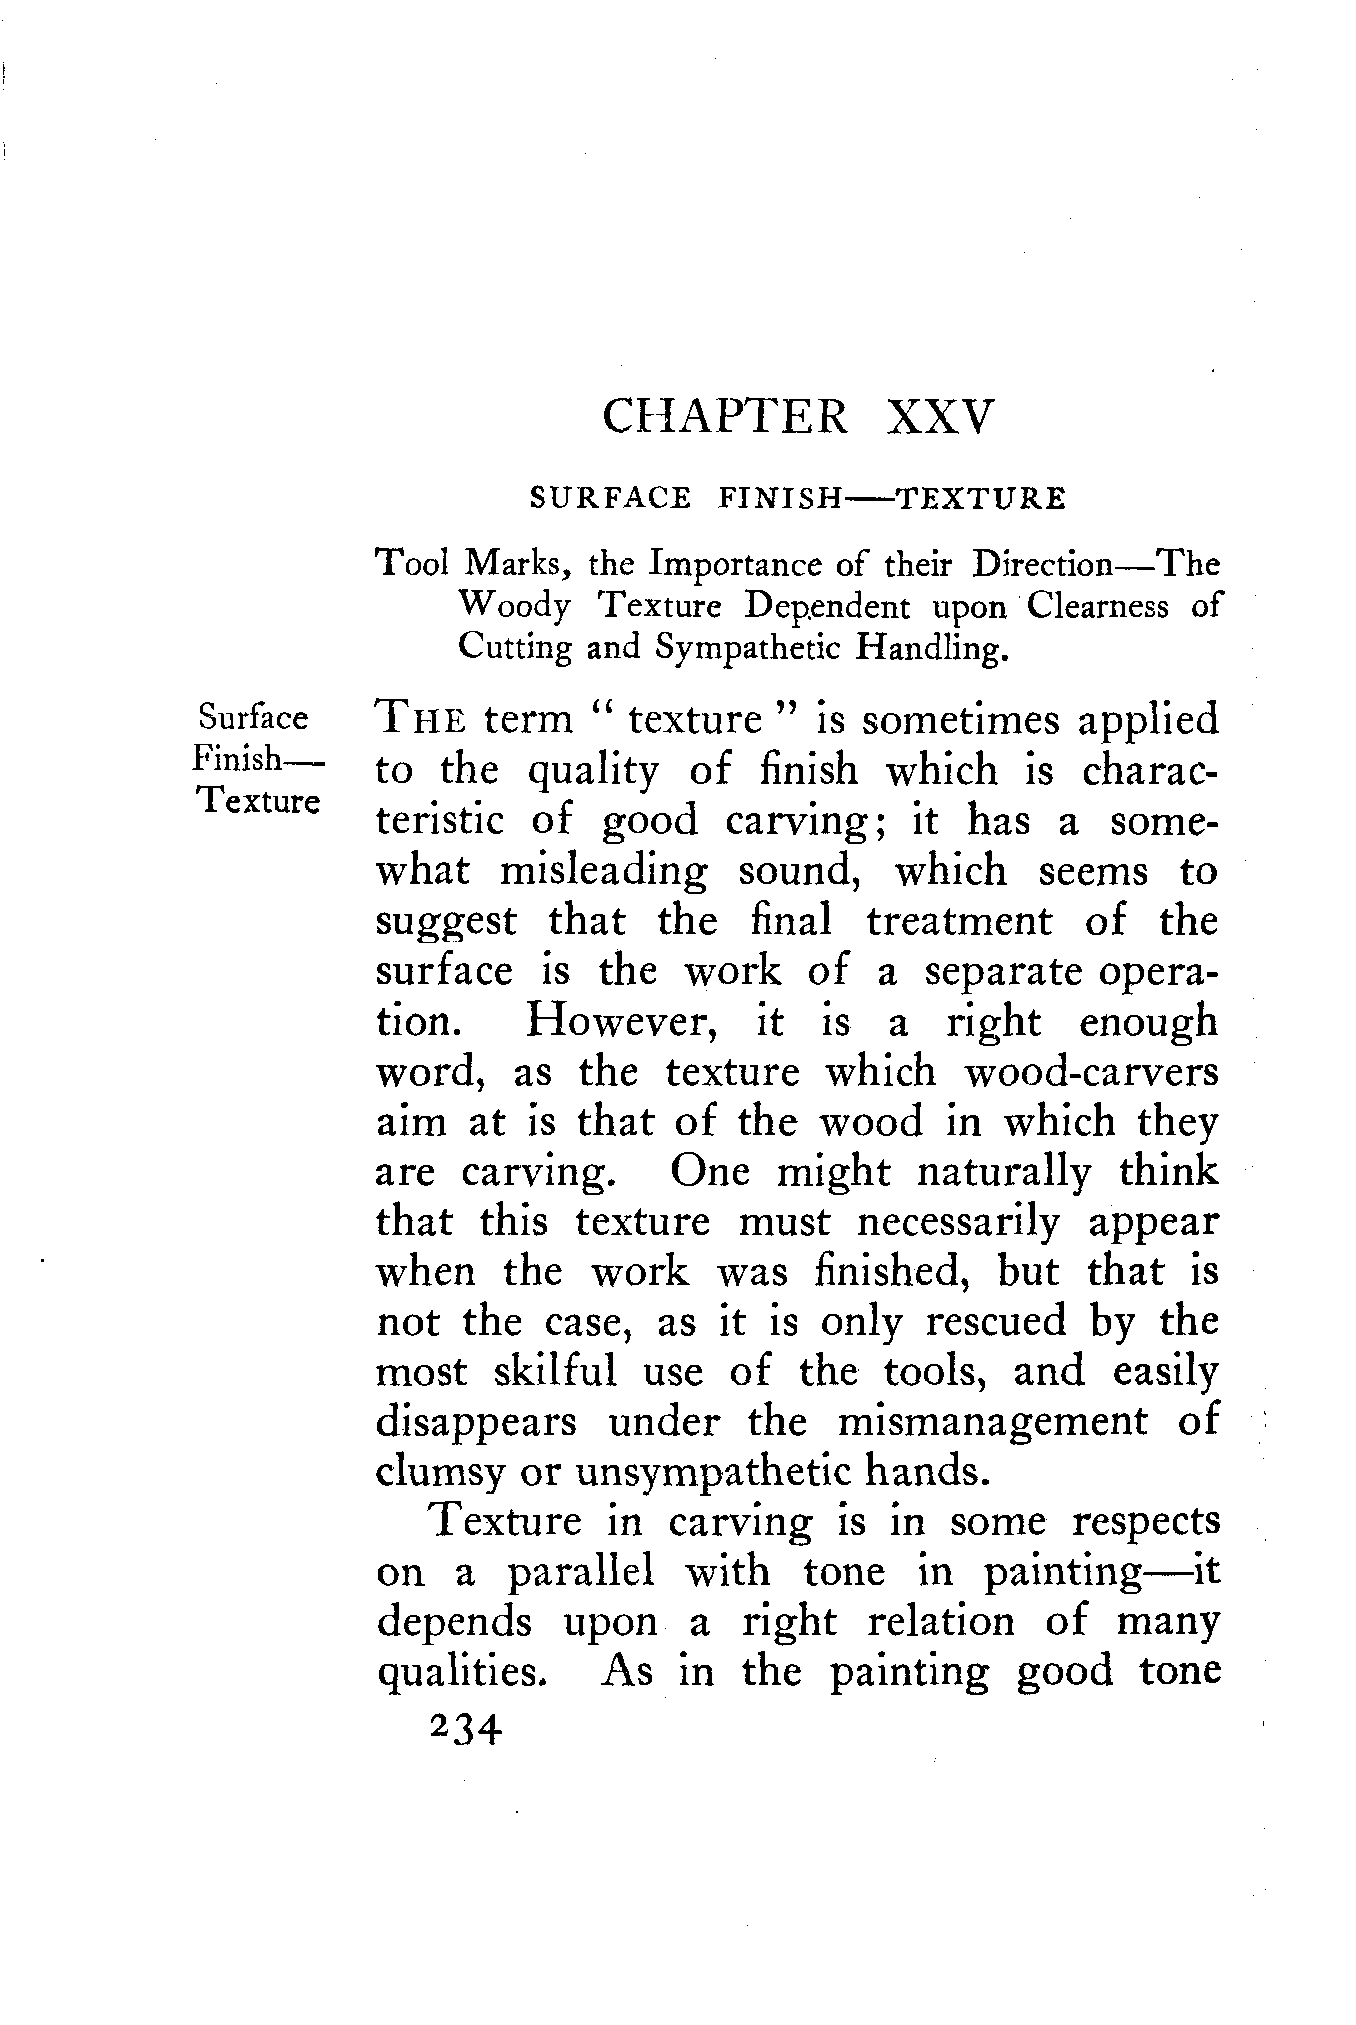 CHAPTER XXV
SURFACE FINISH—TEXTURE
Tool Marks, the Importance of their Direction—The
Woody Texture Dependent upon Clearness of
Cutting and Sympathetic Handling.
Surface
Finish—
Texture
THE term “ texture ” is sometimes applied
to the quality of finish which is charac-
teristic of good carving; it has a some-
what misleading sound, which seems to
suggest that the final treatment of the
surface is the work of a separate opera-
tion. However, it is a right enough
word, as the texture which wood-carvers
aim at is that of the wood in which they
are carving. One might naturally think
that this texture must necessarily appear
when the work was finished, but that is
not the case, as it is only rescued by the
most skilful use of the tools, and easily
disappears under the mismanagement of
clumsy or unsympathetic hands.
Texture in carving is in some respects
on a parallel with tone in painting—it
depends upon a right relation of many
qualities. As in the painting good tone
234